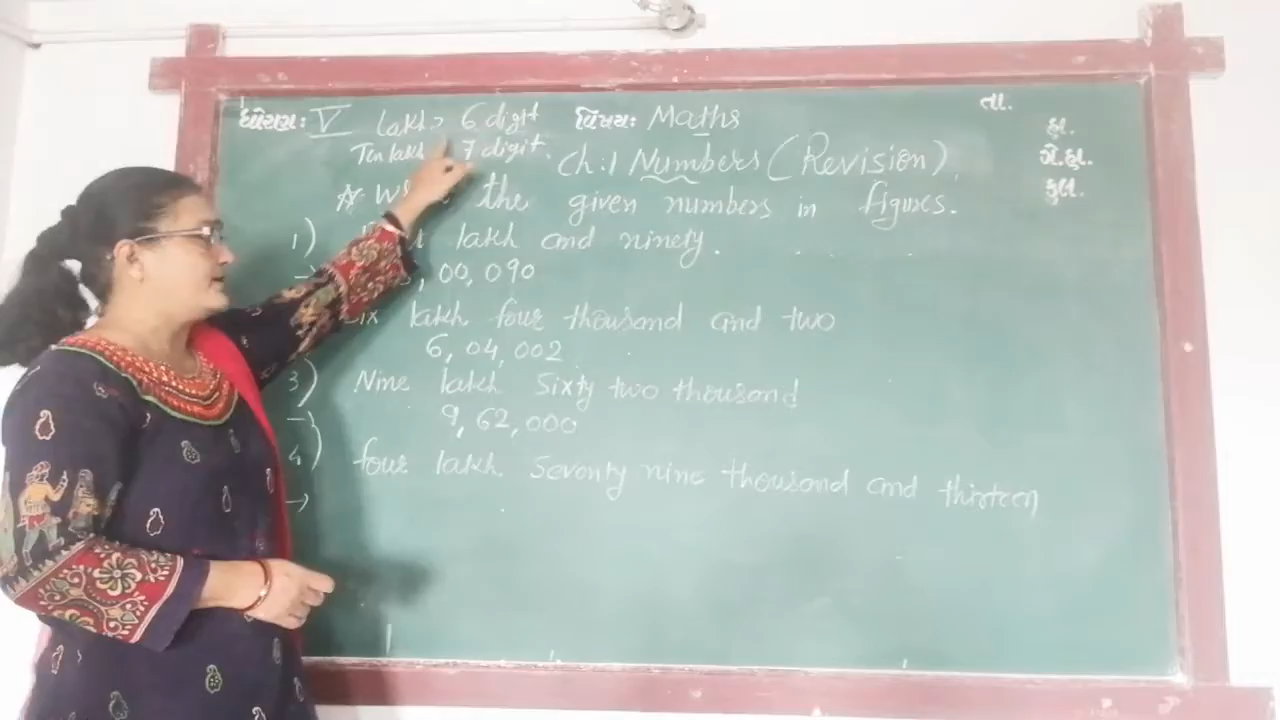 ધોરણ: V lakh → 6 digit વિષય: Maths તા.
Ten lakh 7 digit. Ch:1 Numbers (Revision).
હા.
ગે.હા.
કુલ.
the given numbers in figures.
1) lakh and ninety.
→ , 00, 090
lakh four thousand and two
6, 04, 002
3) Nine lakh Sixty two thousand
→ 9, 62, 000
4) four lakh. Seventy nine thousand and thirteen
→